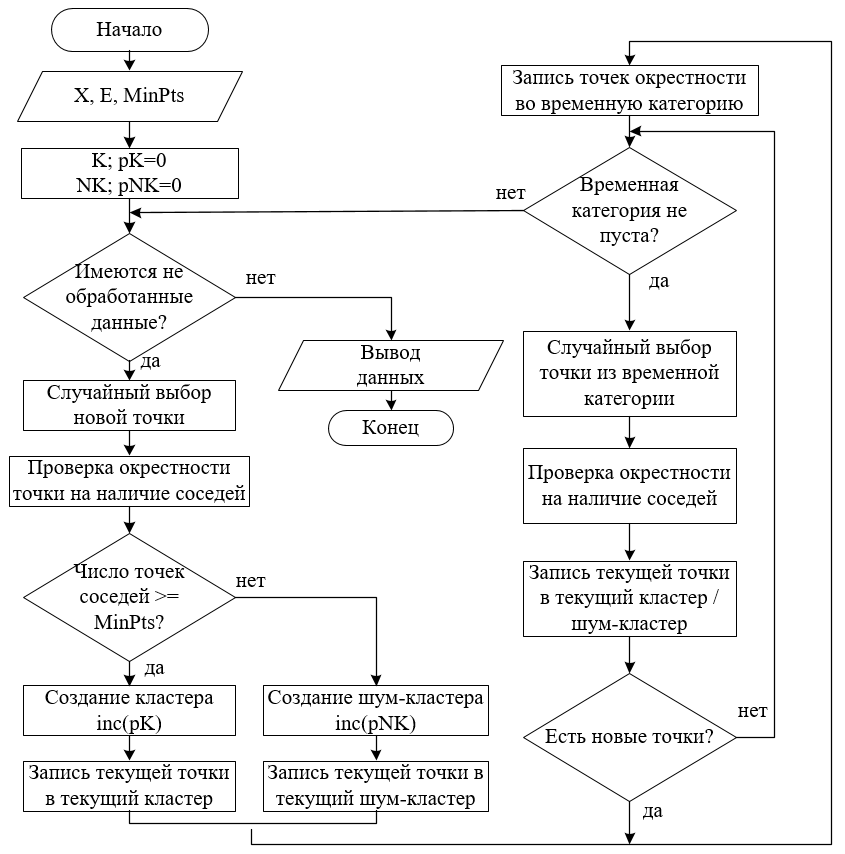 Начало
X, E, MinPts
K; pK=0
NK; pNK=0
Имеются не
обработанные
данные?
нет
да
Вывод
данных
Конец
Случайный выбор
новой точки
Проверка окрестности
точки на наличие соседей
Число точек
соседей >=
MinPts?
нет
да
Создание кластера
inc(pK)
Создание шум-кластера
inc(pNK)
Запись текущей точки
в текущий кластер
Запись текущей точки в
текущий шум-кластер
Запись точек окрестности
во временную категорию
Временная
категория не
пуста?
нет
да
Случайный выбор
точки из временной
категории
Проверка окрестности
на наличие соседей
Запись текущей точки
в текущий кластер /
шум-кластер
Есть новые точки?
нет
да